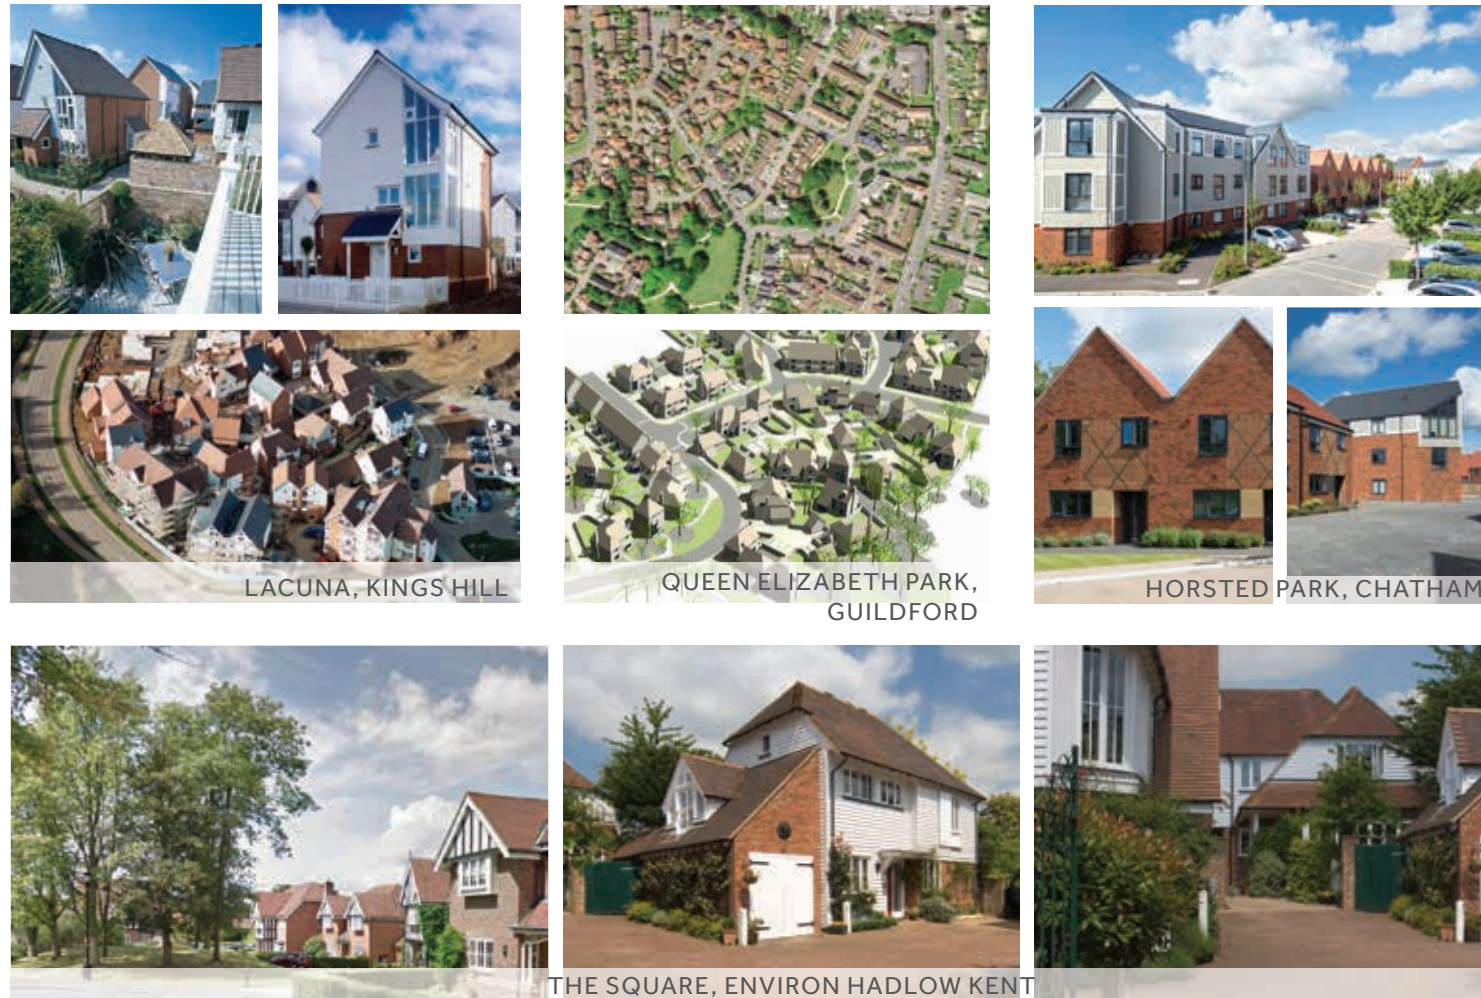 LACUNA, KINGS HILL
QUEEN ELIZABETH PARK,
GUILDFORD
HORSTED PARK, CHATHAM
THE SQUARE, ENVIRON HADLOW KENT